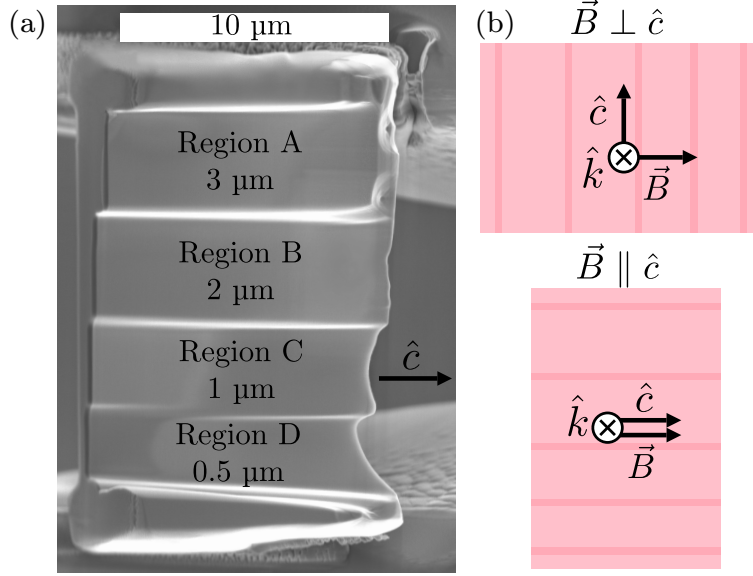 (a)
10 µm
Region A
3 µm
Region B
2 µm
Region C
1 µm
Region D
0.5 µm
ĉ
(b)
B⃗ ⊥ ĉ
ĉ
k̂
B⃗
B⃗ ∥ ĉ
k̂
ĉ
B⃗